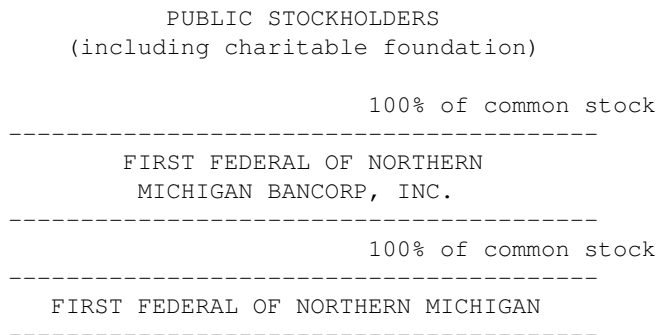 PUBLIC STOCKHOLDERS
(including charitable foundation)
100% of common stock
-----------------------------------------
FIRST FEDERAL OF NORTHERN
MICHIGAN BANCORP, INC.
-----------------------------------------
100% of common stock
-----------------------------------------
FIRST FEDERAL OF NORTHERN MICHIGAN
-----------------------------------------